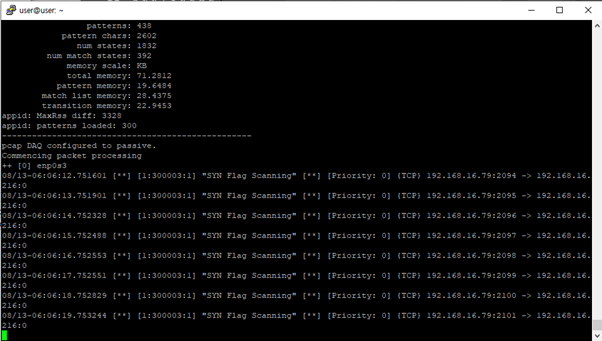 user@user: ~
patterns: 438
pattern chars: 2602
num states: 1832
num match states: 392
memory scale: KB
total memory: 71.2812
pattern memory: 19.6484
match list memory: 28.4375
transition memory: 22.9453
appid: MaxRss diff: 3328
appid: patterns loaded: 300
--------------------------------------------------
pcap DAQ configured to passive.
Commencing packet processing
++ [0] enp0s3
08/13-06:06:12.751601 [**] [1:300003:1] "SYN Flag Scanning" [**] [Priority: 0] {TCP} 192.168.16.79:2094 -> 192.168.16.
216:0
08/13-06:06:13.751901 [**] [1:300003:1] "SYN Flag Scanning" [**] [Priority: 0] {TCP} 192.168.16.79:2095 -> 192.168.16.
216:0
08/13-06:06:14.752328 [**] [1:300003:1] "SYN Flag Scanning" [**] [Priority: 0] {TCP} 192.168.16.79:2096 -> 192.168.16.
216:0
08/13-06:06:15.752488 [**] [1:300003:1] "SYN Flag Scanning" [**] [Priority: 0] {TCP} 192.168.16.79:2097 -> 192.168.16.
216:0
08/13-06:06:16.752553 [**] [1:300003:1] "SYN Flag Scanning" [**] [Priority: 0] {TCP} 192.168.16.79:2098 -> 192.168.16.
216:0
08/13-06:06:17.752551 [**] [1:300003:1] "SYN Flag Scanning" [**] [Priority: 0] {TCP} 192.168.16.79:2099 -> 192.168.16.
216:0
08/13-06:06:18.752829 [**] [1:300003:1] "SYN Flag Scanning" [**] [Priority: 0] {TCP} 192.168.16.79:2100 -> 192.168.16.
216:0
08/13-06:06:19.753244 [**] [1:300003:1] "SYN Flag Scanning" [**] [Priority: 0] {TCP} 192.168.16.79:2101 -> 192.168.16.
216:0